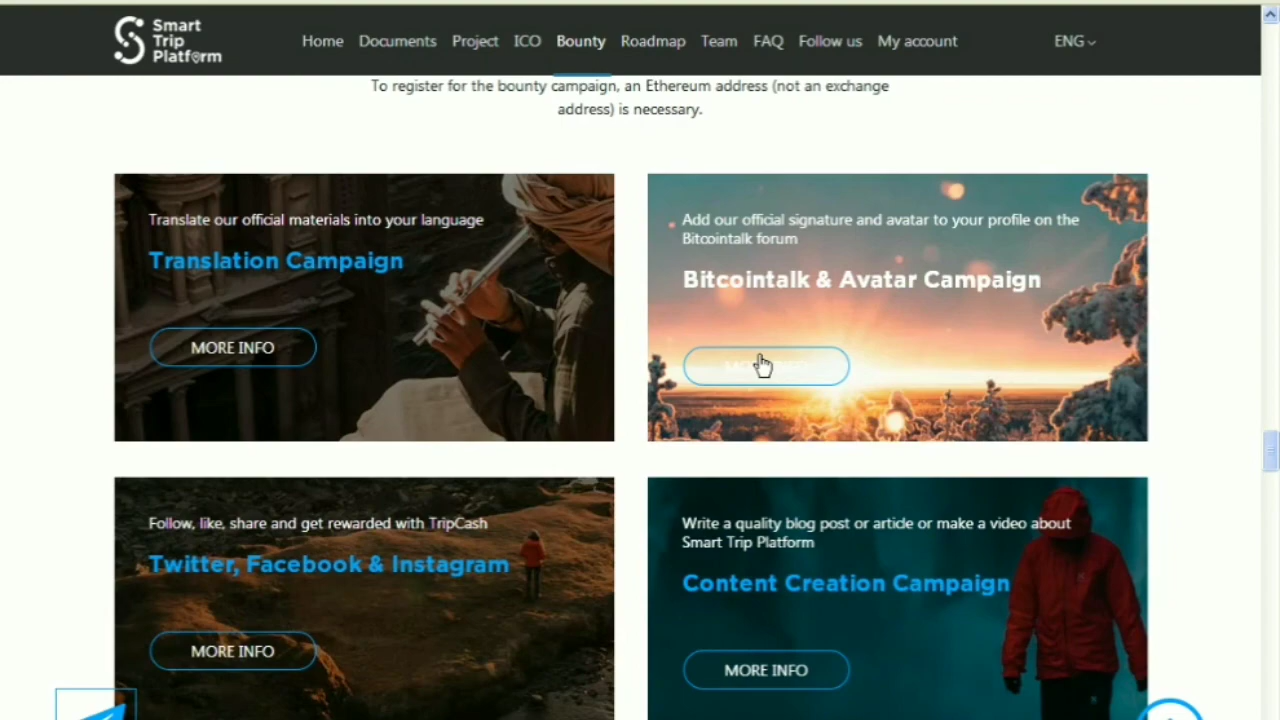 Smart
Trip
Platform
Home Documents Project ICO Bounty Roadmap Team FAQ Follow us My account ENG
To register for the bounty campaign, an Ethereum address (not an exchange
address) is necessary.
Translate our official materials into your language
Translation Campaign
MORE INFO
Add our official signature and avatar to your profile on the
Bitcointalk forum
Bitcointalk & Avatar Campaign
Follow, like, share and get rewarded with TripCash
Twitter, Facebook & Instagram
MORE INFO
Write a quality blog post or article or make a video about
Smart Trip Platform
Content Creation Campaign
MORE INFO